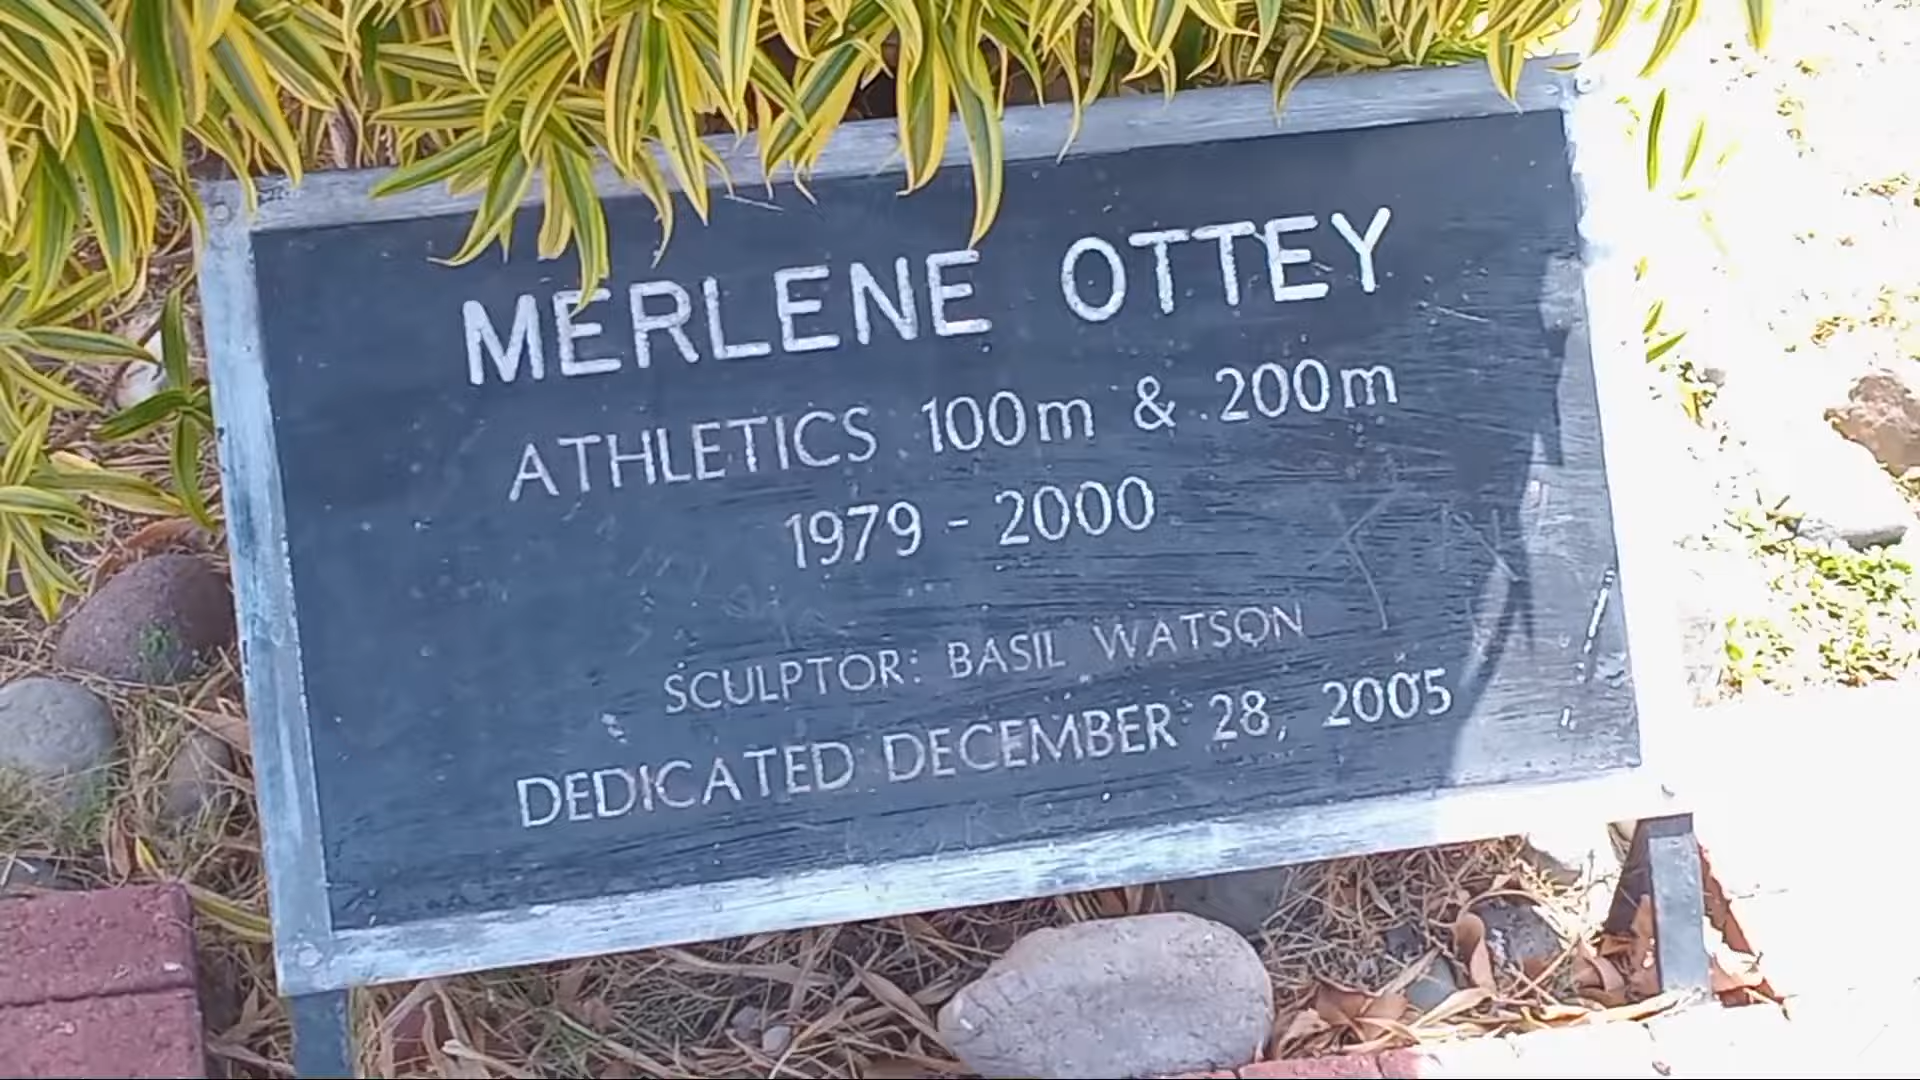 MERLENE OTTEY
ATHLETICS 100m & 200m
1979 - 2000
SCULPTOR: BASIL WATSON
DEDICATED DECEMBER 28, 2005